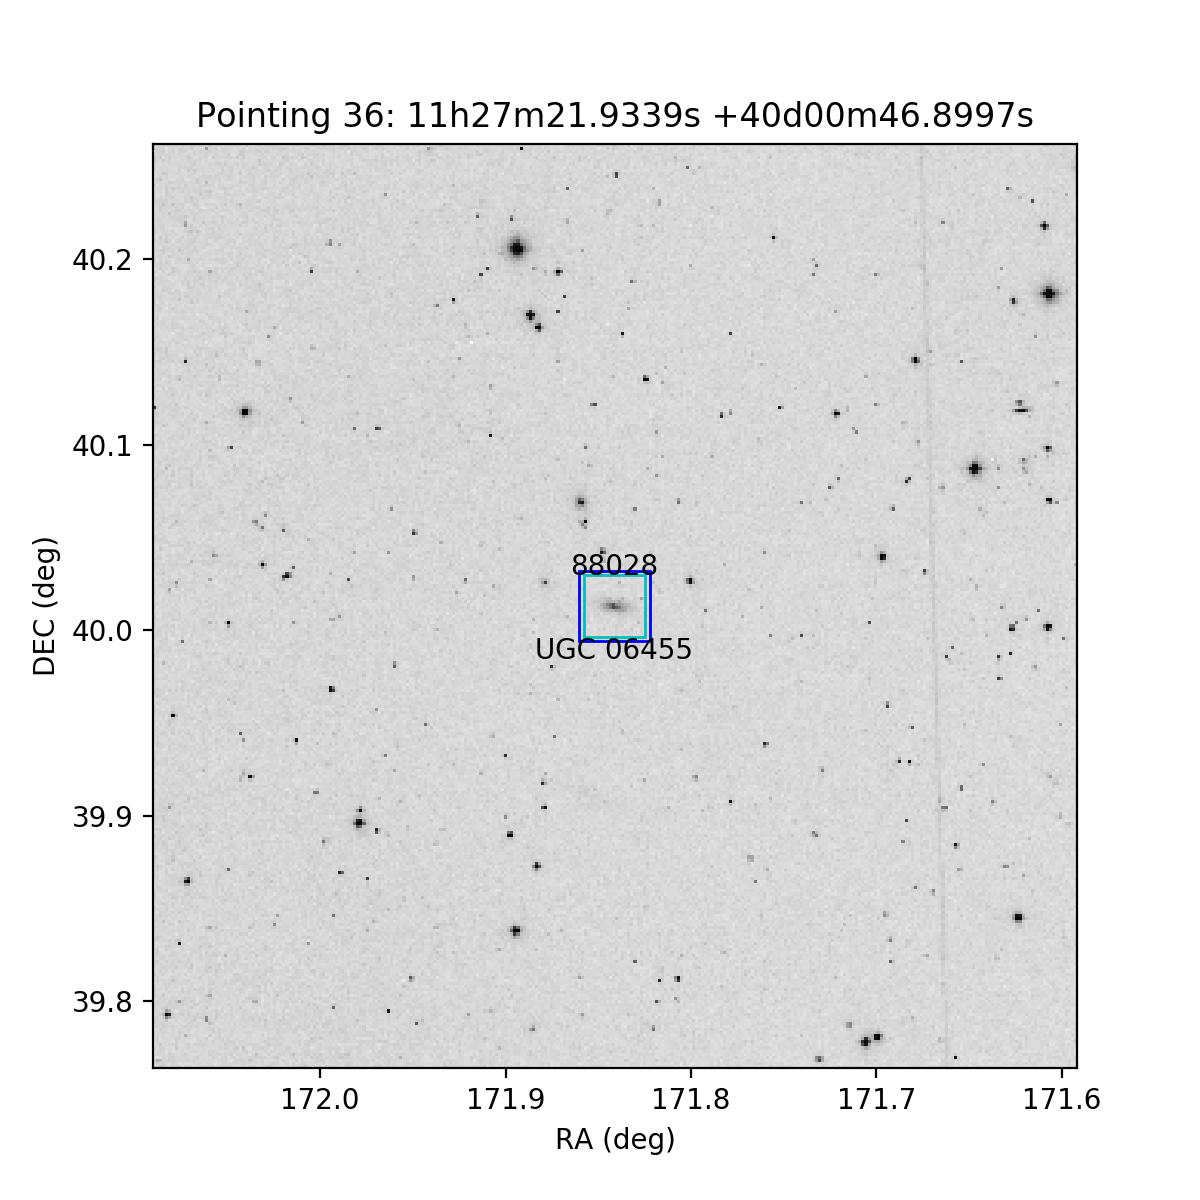 Pointing 36: 11h27m21.9339s +40d00m46.8997s
40.2
40.1
40.0
39.9
39.8
DEC (deg)
88028
UGC 06455
172.0 171.9 171.8 171.7 171.6
RA (deg)